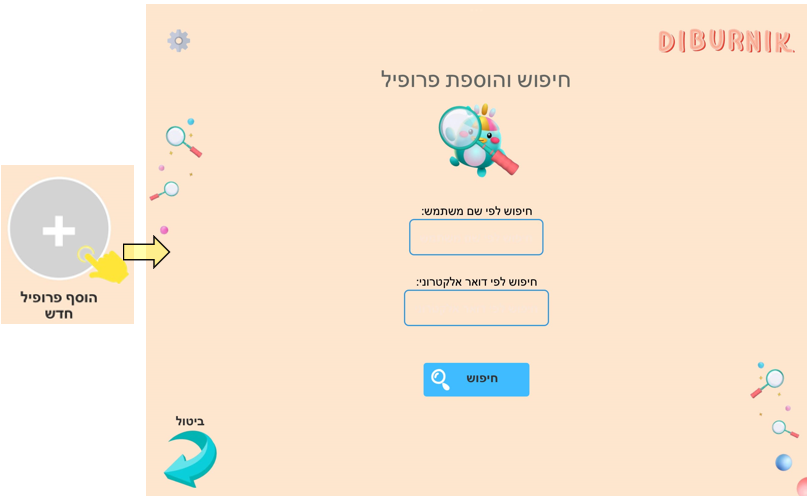 DIBURNIK
חיפוש והוספת פרופיל
חיפוש לפי שם משתמש:
חיפוש לפי דואר אלקטרוני:
חיפוש
הוסף פרופיל
חדש
ביטול